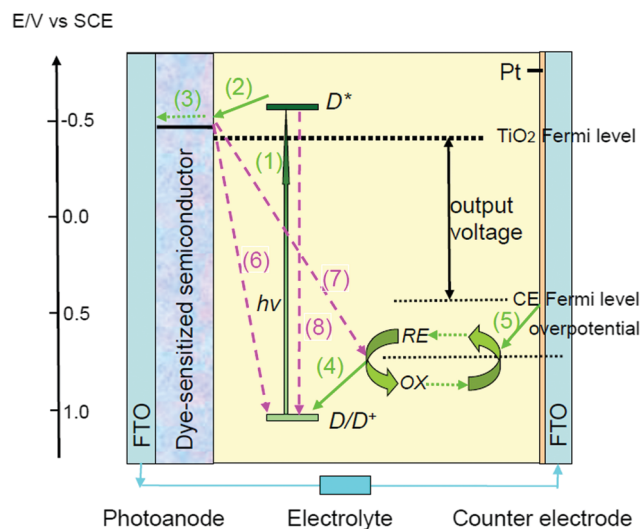 E/V vs SCE
Pt
(3)
(2)
D*
-0.5
TiO2 Fermi level
(1)
output
voltage
0.0
(6)
(7)
hν
(8)
CE Fermi level
0.5
(5)
overpotential
RE
(4)
OX
1.0
D/D+
FTO
Dye-sensitized semiconductor
FTO
Photoanode
Electrolyte
Counter electrode